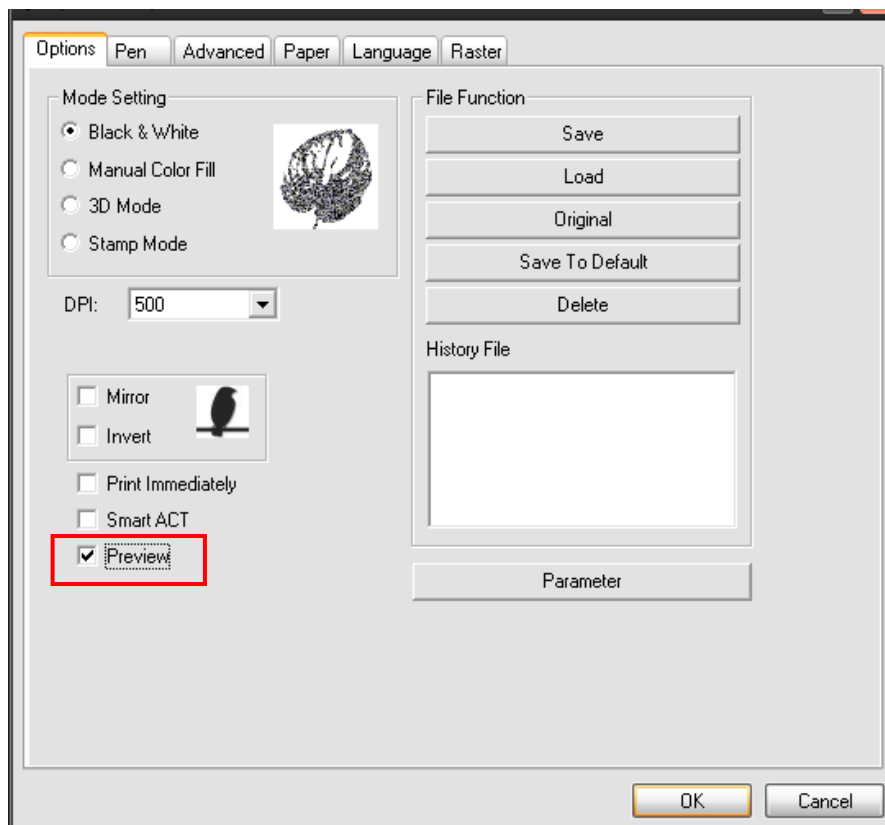 Options Pen Advanced Paper Language Raster
Mode Setting
Black & White
Manual Color Fill
3D Mode
Stamp Mode
DPI: 500
Mirror
Invert
Print Immediately
Smart ACT
Preview
File Function
Save
Load
Original
Save To Default
Delete
History File
Parameter
OK Cancel